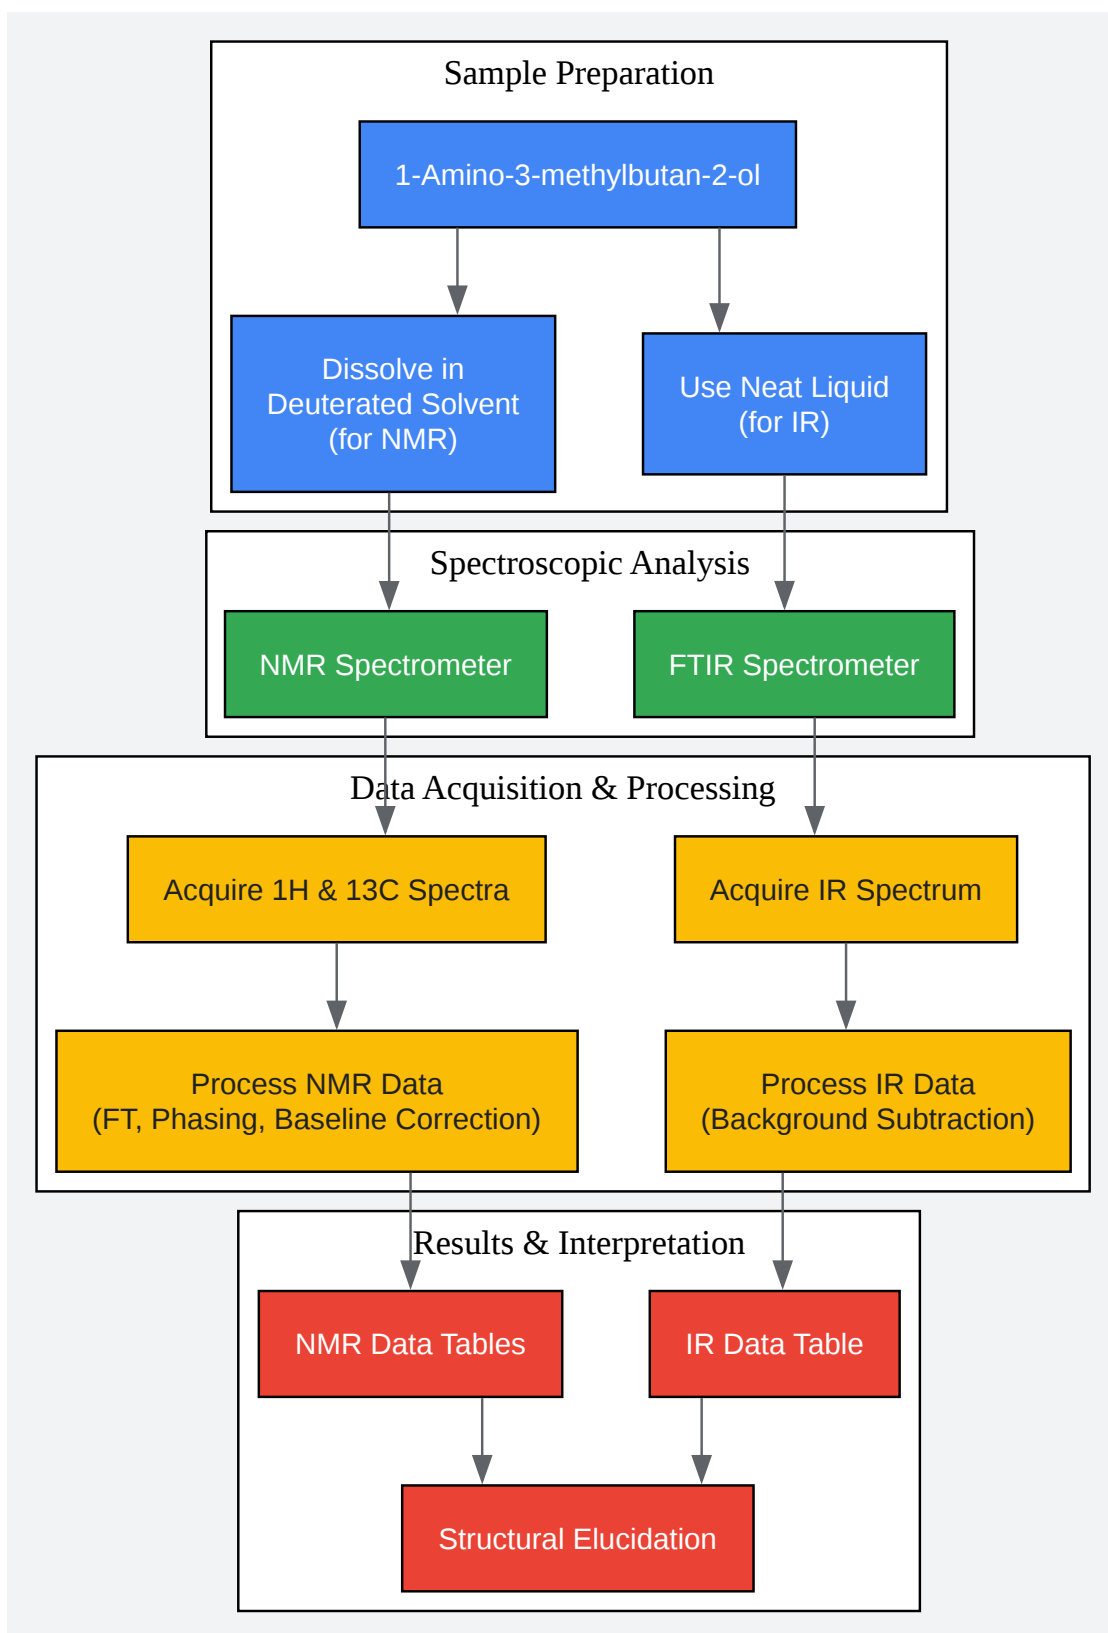 Sample Preparation
1-Amino-3-methylbutan-2-ol
Dissolve in
Deuterated Solvent
(for NMR)
Use Neat Liquid
(for IR)
Spectroscopic Analysis
NMR Spectrometer
FTIR Spectrometer
Data Acquisition & Processing
Acquire 1H & 13C Spectra
Acquire IR Spectrum
Process NMR Data
(FT, Phasing, Baseline Correction)
Process IR Data
(Background Subtraction)
Results & Interpretation
NMR Data Tables
IR Data Table
Structural Elucidation